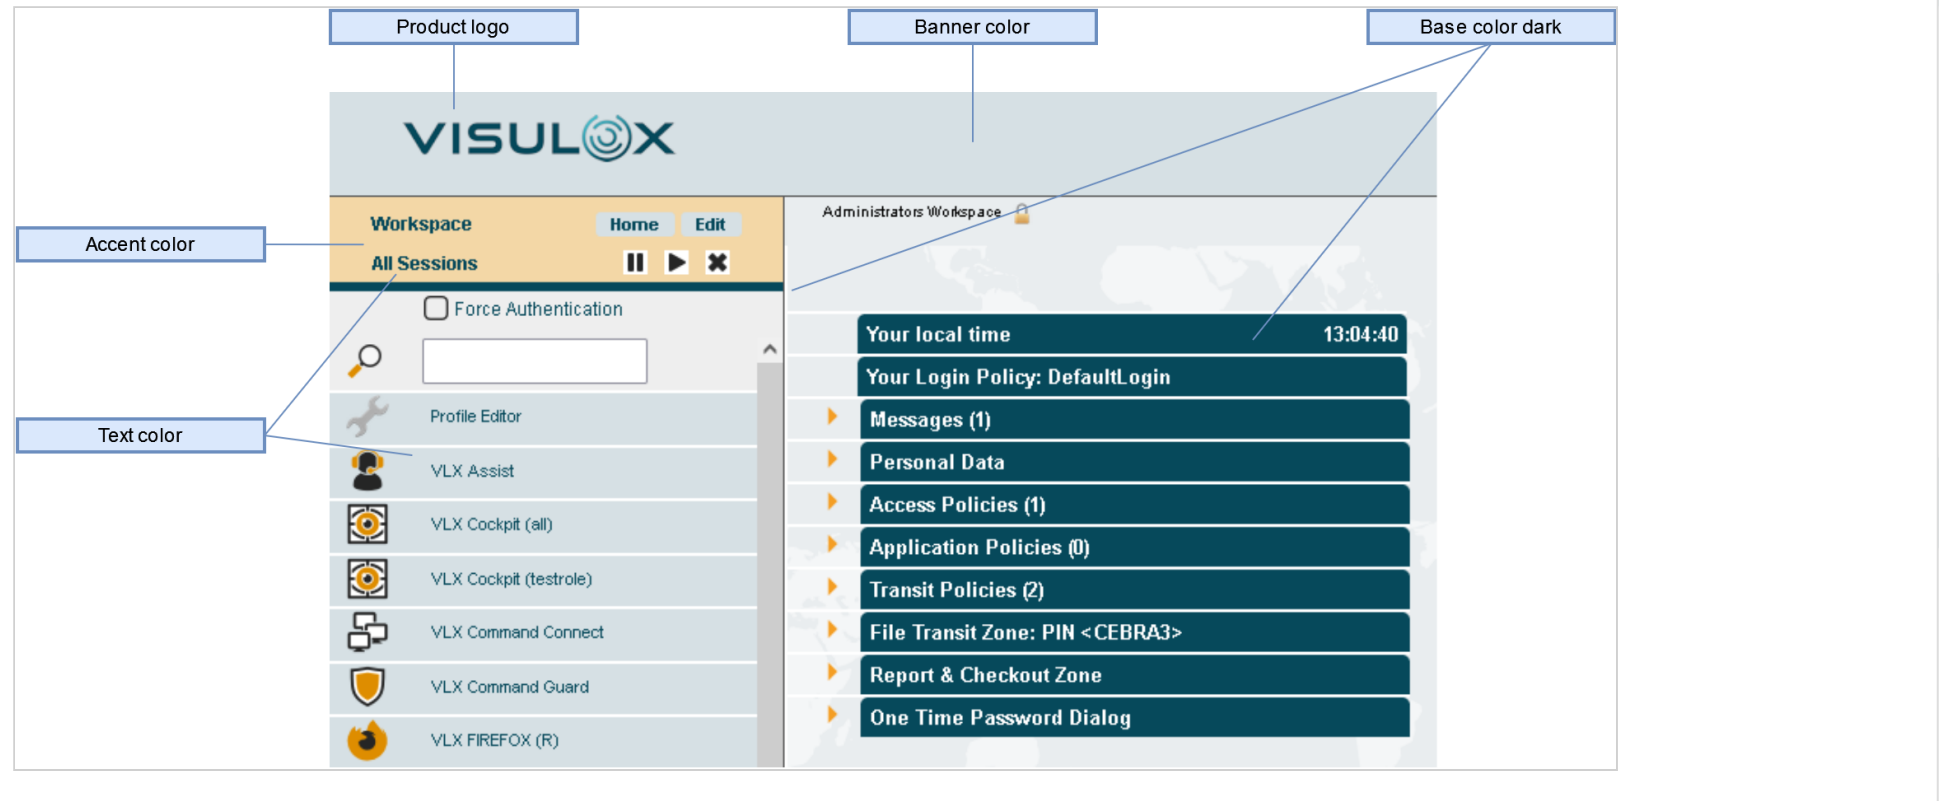 Product logo
Banner color
Base color dark
VISULOX
Accent color
Text color
Workspace
Home
Edit
All Sessions
Force Authentication
Profile Editor
VLX Assist
VLX Cockpit (all)
VLX Cockpit (testrole)
VLX Command Connect
VLX Command Guard
VLX FIREFOX (R)
Administrators Workspace
Your local time 13:04:40
Your Login Policy: DefaultLogin
Messages (1)
Personal Data
Access Policies (1)
Application Policies (0)
Transit Policies (2)
File Transit Zone: PIN <CEBRA3>
Report & Checkout Zone
One Time Password Dialog